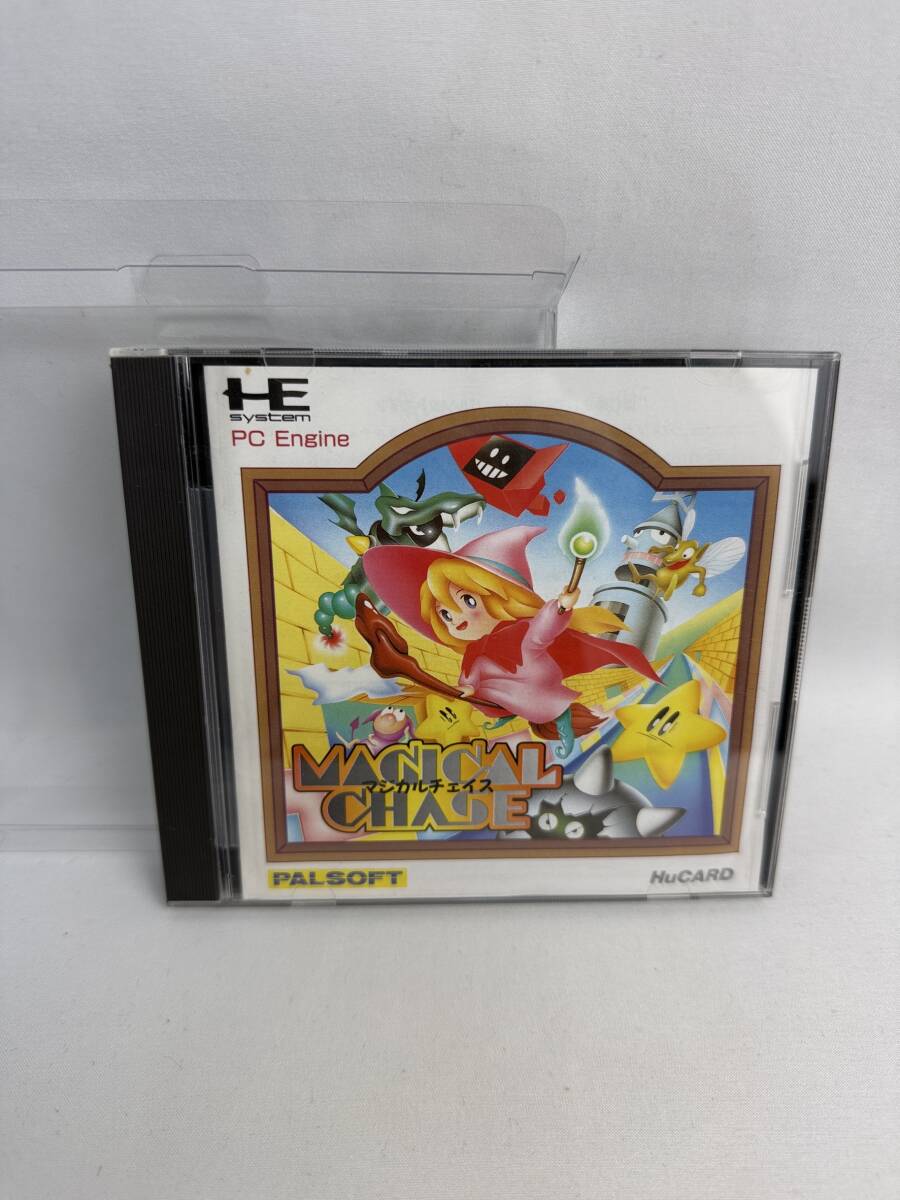 HE
system
PC Engine
MAGICAL
マジカルチェイス
CHASE
PALSOFT
HuCARD